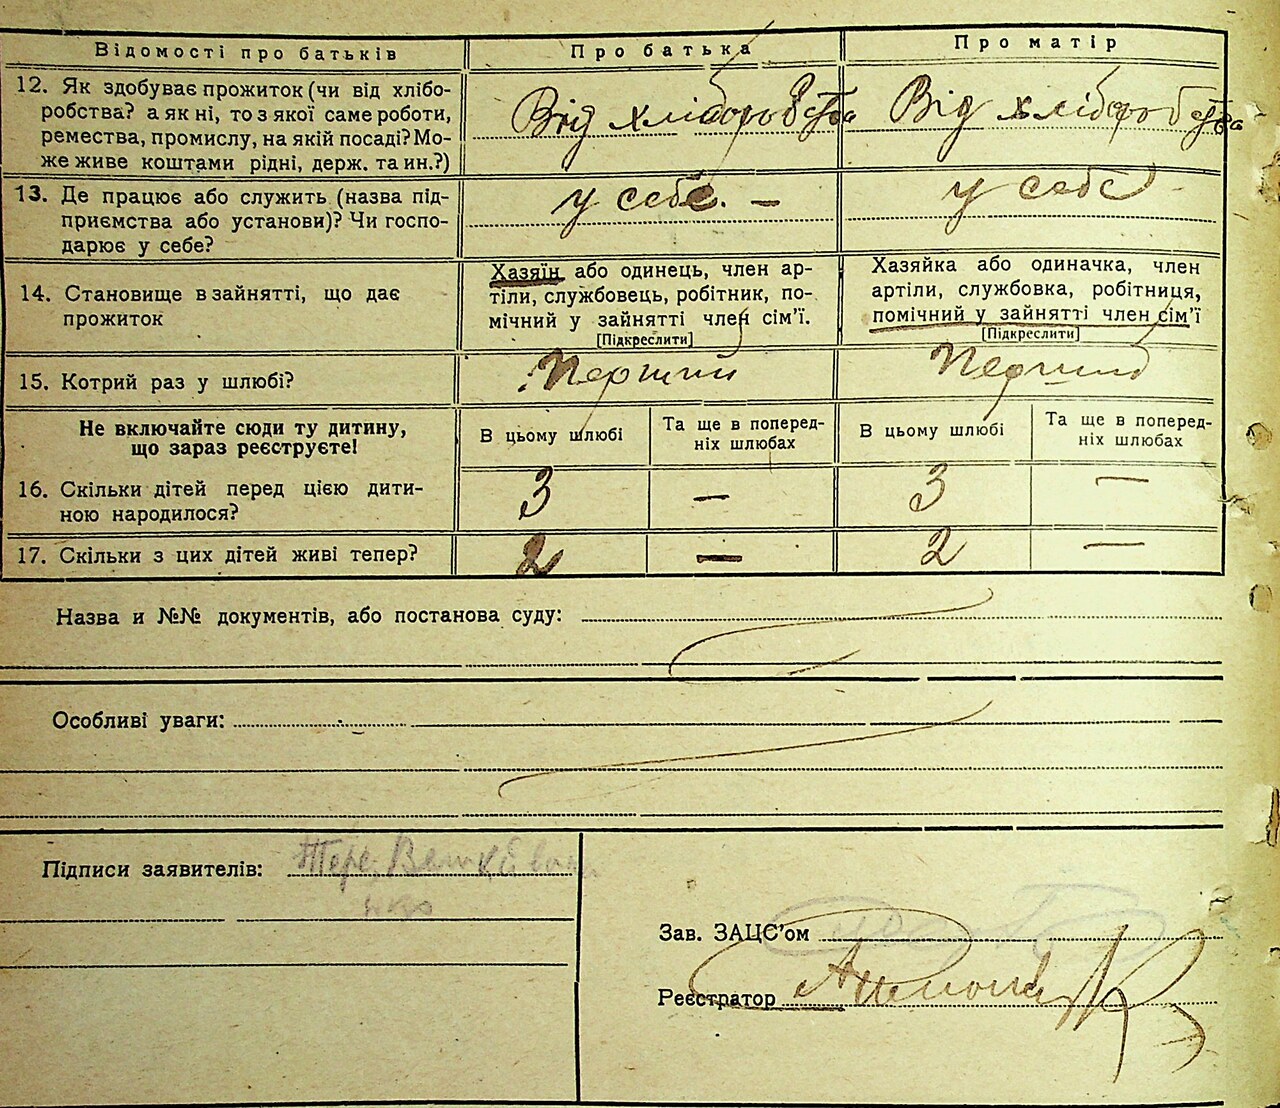 Відомості про батьків Про батька Про матір
12. Як здобуває прожиток (чи від хлібо-
робства? а як ні, то з якої саме роботи,
ремества, промислу, на якій посаді? Мо-
же живе коштами рідні, держ. та ин.?)
Від хлібороб ства Від хлібороб ства
13. Де працює або служить (назва під-
приємства або установи)? Чи госпо-
дарює у себе?
у себе. — у себе -
14. Становище в зайнятті, що дає
прожиток
Хазяїн або одинець, член ар-
тіли, службовець, робітник, по-
мічний у зайнятті член сім'ї.
[Підкреслити]
Хазяйка або одиначка, член
артіли, службовка, робітниця,
помічний у зайнятті член сім'ї
[Підкреслити]
15. Котрий раз у шлюбі? Перший Перший
Не включайте сюди ту дитину,
що зараз реєструєте!
В цьому шлюбі
Та ще в поперед-
ніх шлюбах
В цьому шлюбі
Та ще в поперед-
ніх шлюбах
16. Скільки дітей перед цією дити-
ною народилося?
3 — 3 —
17. Скільки з цих дітей живі тепер? 2 — 2 —
Назва и №№ документів, або постанова суду:
Особливі уваги:
Підписи заявителів:
Зав. ЗАЦС'ом
Реєстратор